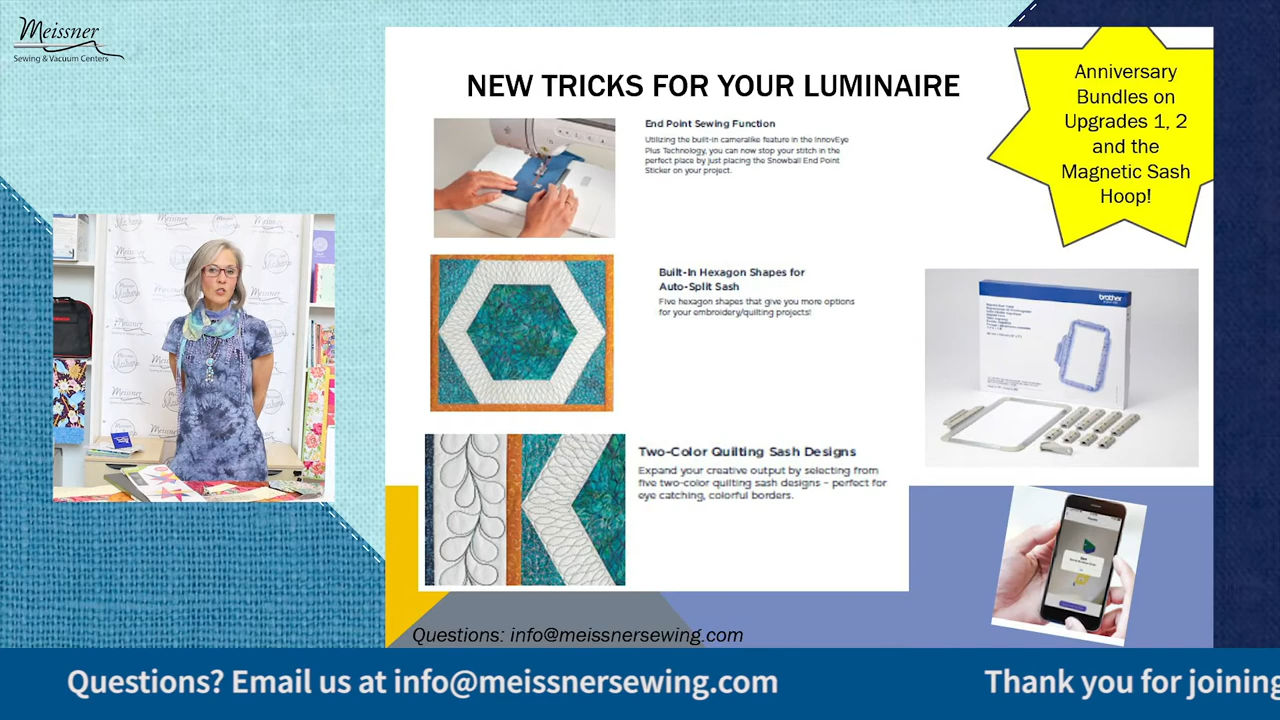 Meissner
Sewing & Vacuum Centers
NEW TRICKS FOR YOUR LUMINAIRE
End Point Sewing Function
Utilizing the built-in cameralike feature in the InnovEye
Plus Technology, you can now stop your stitch in the
perfect place by just placing the Snowball End Point
Sticker on your project.
Built-In Hexagon Shapes for
Auto-Split Sash
Five hexagon shapes that give you more options
for your embroidery/quilting projects!
Two-Color Quilting Sash Designs
Expand your creative output by selecting from
five two-color quilting sash designs – perfect for
eye catching, colorful borders.
Anniversary
Bundles on
Upgrades 1, 2
and the
Magnetic Sash
Hoop!
brother
Meissner
Questions: info@meissnersewing.com
Questions? Email us at info@meissnersewing.com
Thank you for joining